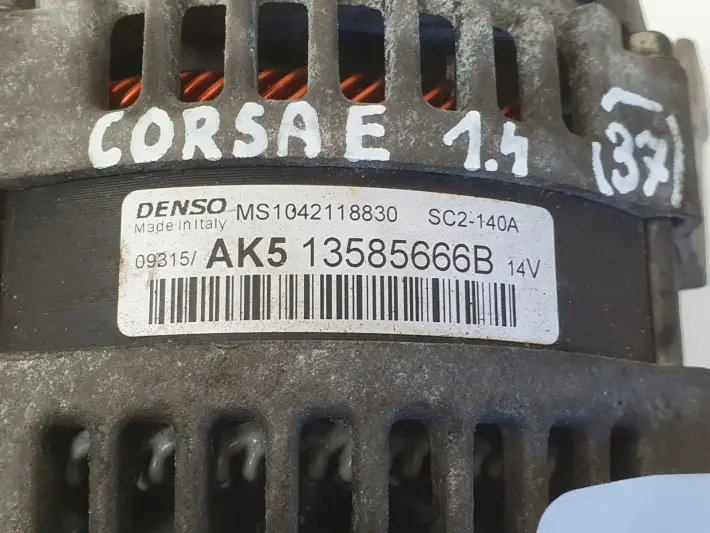 CORSA E 1.4 (37)
DENSO MS1042118830 SC2-140A
Made in Italy
09315/ AK5 13585666B 14V